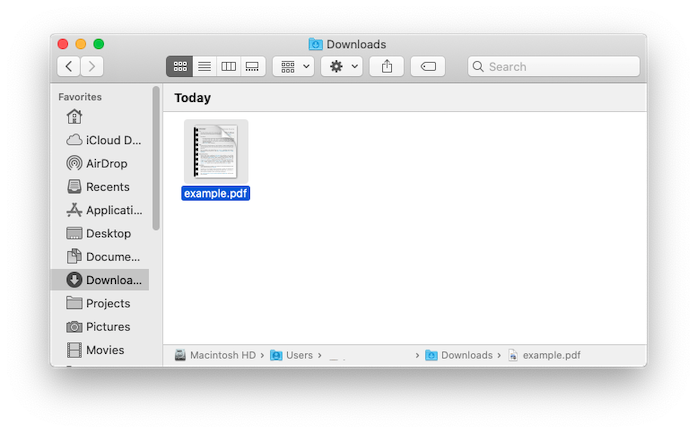 Downloads
Search
Favorites
Today
iCloud D...
AirDrop
Recents
Applicati...
Desktop
Docume...
Downloa...
Projects
Pictures
Movies
example.pdf
Macintosh HD › Users › › Downloads › example.pdf